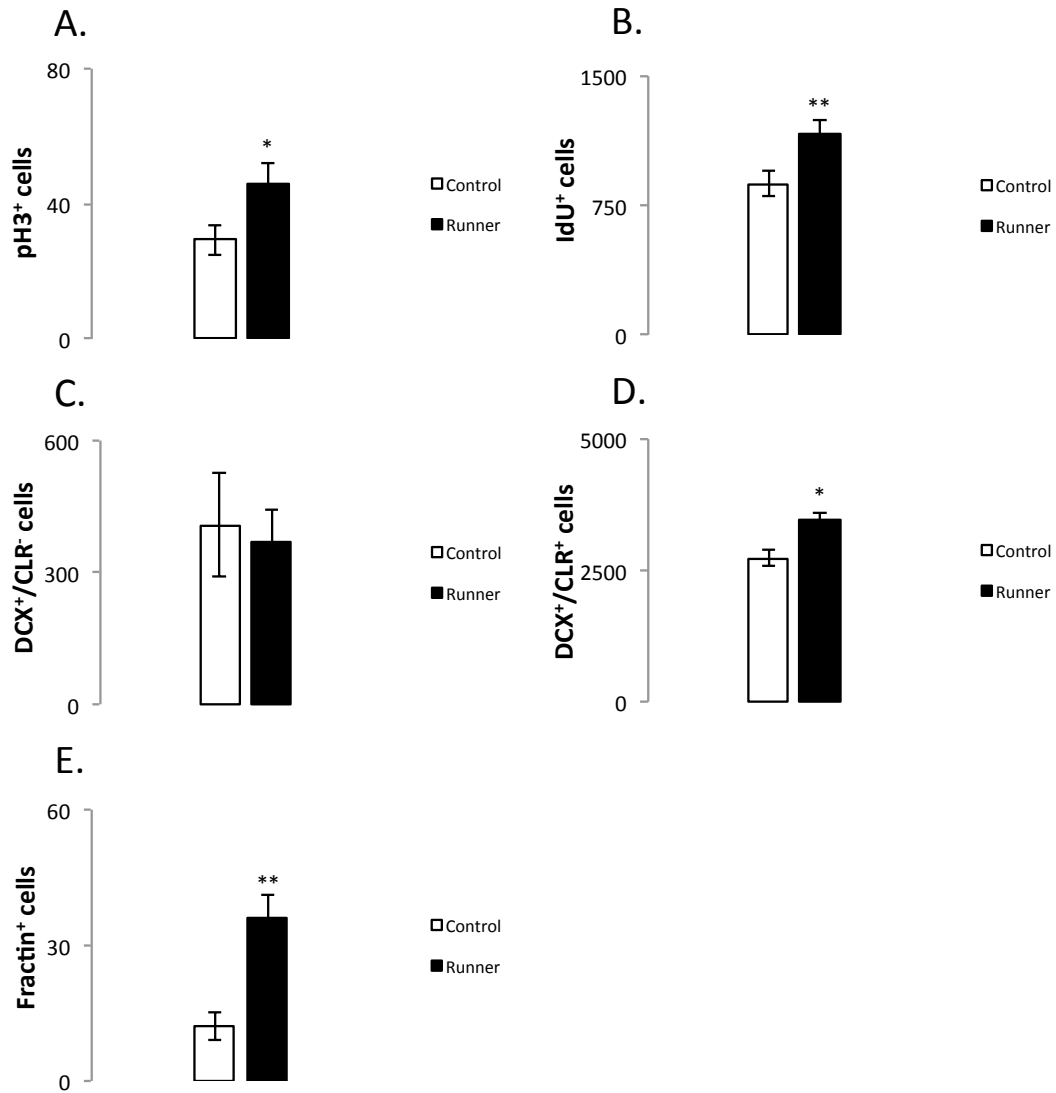 A.
80
40
0
pH3⁺ cells
*
Control
Runner
B.
1500
750
0
IdU⁺ cells
**
Control
Runner
C.
600
300
0
DCX⁺/CLR⁻ cells
Control
Runner
D.
5000
2500
0
DCX⁺/CLR⁺ cells
*
Control
Runner
E.
60
30
0
Fractin⁺ cells
**
Control
Runner